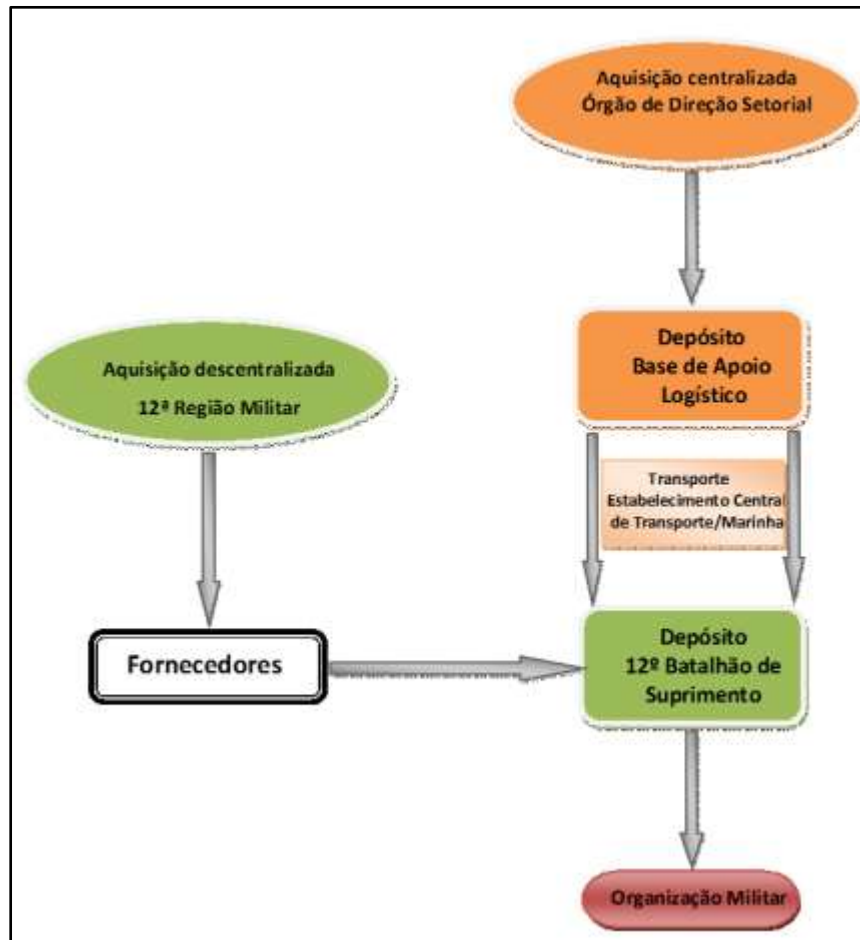 Aquisição centralizada
Órgão de Direção Setorial
Depósito
Base de Apoio
Logístico
Aquisição descentralizada
12ª Região Militar
Transporte
Estabelecimento Central
de Transporte/Marinha
Fornecedores
Depósito
12º Batalhão de
Suprimento
Organização Militar